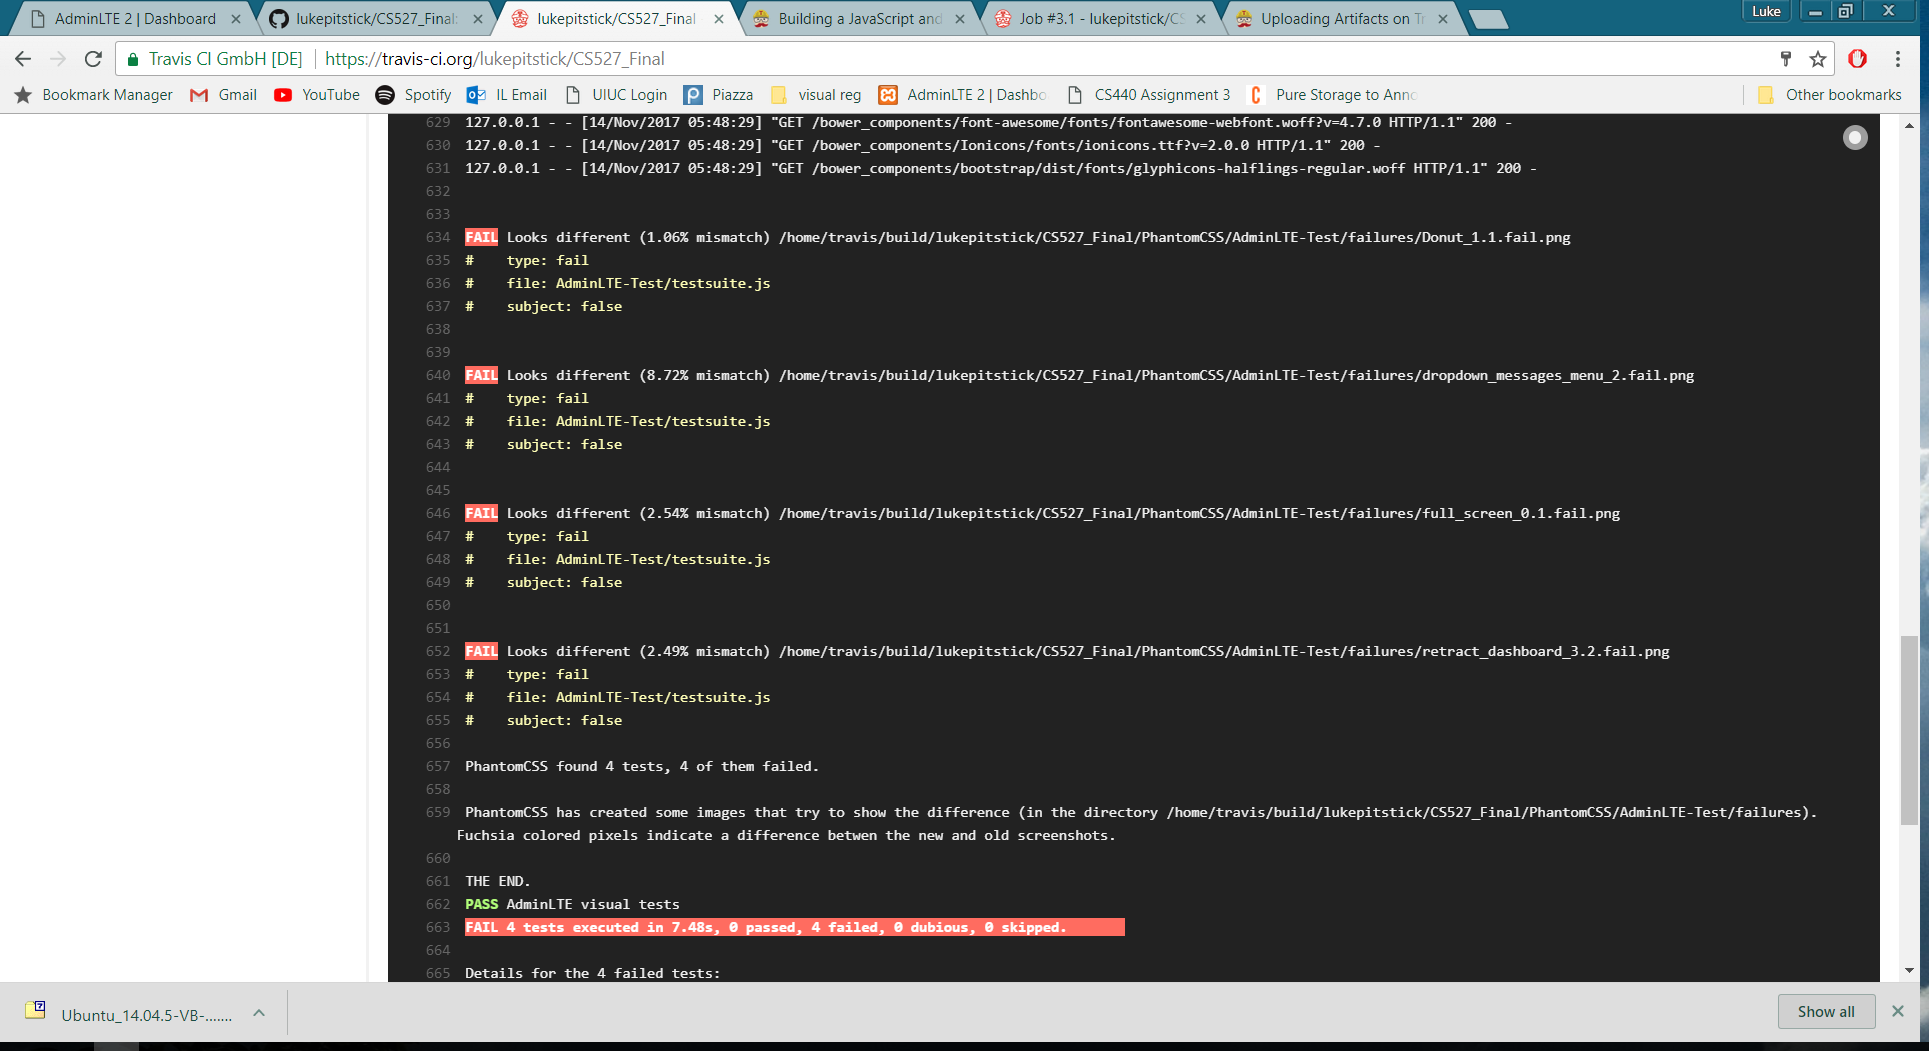 AdminLTE 2 | Dashboard
lukepitstick/CS527_Final
lukepitstick/CS527_Final
Building a JavaScript and
Job #3.1 - lukepitstick/CS
Uploading Artifacts on Tr
Luke
Travis CI GmbH [DE]
https://travis-ci.org/lukepitstick/CS527_Final
Bookmark Manager
Gmail
YouTube
Spotify
IL Email
UIUC Login
Piazza
visual reg
AdminLTE 2 | Dashbo
CS440 Assignment 3
Pure Storage to Anno
Other bookmarks
629 127.0.0.1 - - [14/Nov/2017 05:48:29] "GET /bower_components/font-awesome/fonts/fontawesome-webfont.woff?v=4.7.0 HTTP/1.1" 200 -
630 127.0.0.1 - - [14/Nov/2017 05:48:29] "GET /bower_components/Ionicons/fonts/ionicons.ttf?v=2.0.0 HTTP/1.1" 200 -
631 127.0.0.1 - - [14/Nov/2017 05:48:29] "GET /bower_components/bootstrap/dist/fonts/glyphicons-halflings-regular.woff HTTP/1.1" 200 -
632
633
634 FAIL Looks different (1.06% mismatch) /home/travis/build/lukepitstick/CS527_Final/PhantomCSS/AdminLTE-Test/failures/Donut_1.1.fail.png
635 # type: fail
636 # file: AdminLTE-Test/testsuite.js
637 # subject: false
638
639
640 FAIL Looks different (8.72% mismatch) /home/travis/build/lukepitstick/CS527_Final/PhantomCSS/AdminLTE-Test/failures/dropdown_messages_menu_2.fail.png
641 # type: fail
642 # file: AdminLTE-Test/testsuite.js
643 # subject: false
644
645
646 FAIL Looks different (2.54% mismatch) /home/travis/build/lukepitstick/CS527_Final/PhantomCSS/AdminLTE-Test/failures/full_screen_0.1.fail.png
647 # type: fail
648 # file: AdminLTE-Test/testsuite.js
649 # subject: false
650
651
652 FAIL Looks different (2.49% mismatch) /home/travis/build/lukepitstick/CS527_Final/PhantomCSS/AdminLTE-Test/failures/retract_dashboard_3.2.fail.png
653 # type: fail
654 # file: AdminLTE-Test/testsuite.js
655 # subject: false
656
657 PhantomCSS found 4 tests, 4 of them failed.
658
659 PhantomCSS has created some images that try to show the difference (in the directory /home/travis/build/lukepitstick/CS527_Final/PhantomCSS/AdminLTE-Test/failures).
Fuchsia colored pixels indicate a difference betwen the new and old screenshots.
660
661 THE END.
662 PASS AdminLTE visual tests
663 FAIL 4 tests executed in 7.48s, 0 passed, 4 failed, 0 dubious, 0 skipped.
664
665 Details for the 4 failed tests:
Ubuntu_14.04.5-VB-.......
Show all